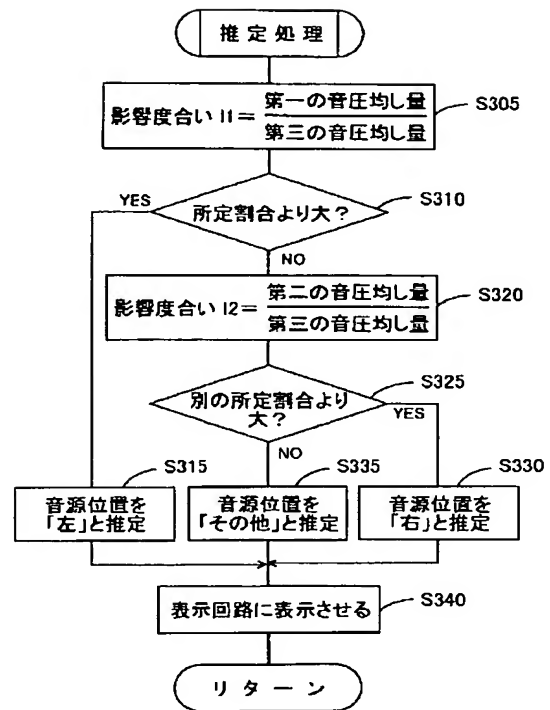 推定処理
影響度合い I1＝ 第一の音圧均し量
第三の音圧均し量
S305
YES
所定割合より大？
S310
NO
影響度合い I2＝ 第二の音圧均し量
第三の音圧均し量
S320
別の所定割合より
大？
S325
YES
NO
S315
音源位置を
「左」と推定
S335
音源位置を
「その他」と推定
S330
音源位置を
「右」と推定
表示回路に表示させる
S340
リターン